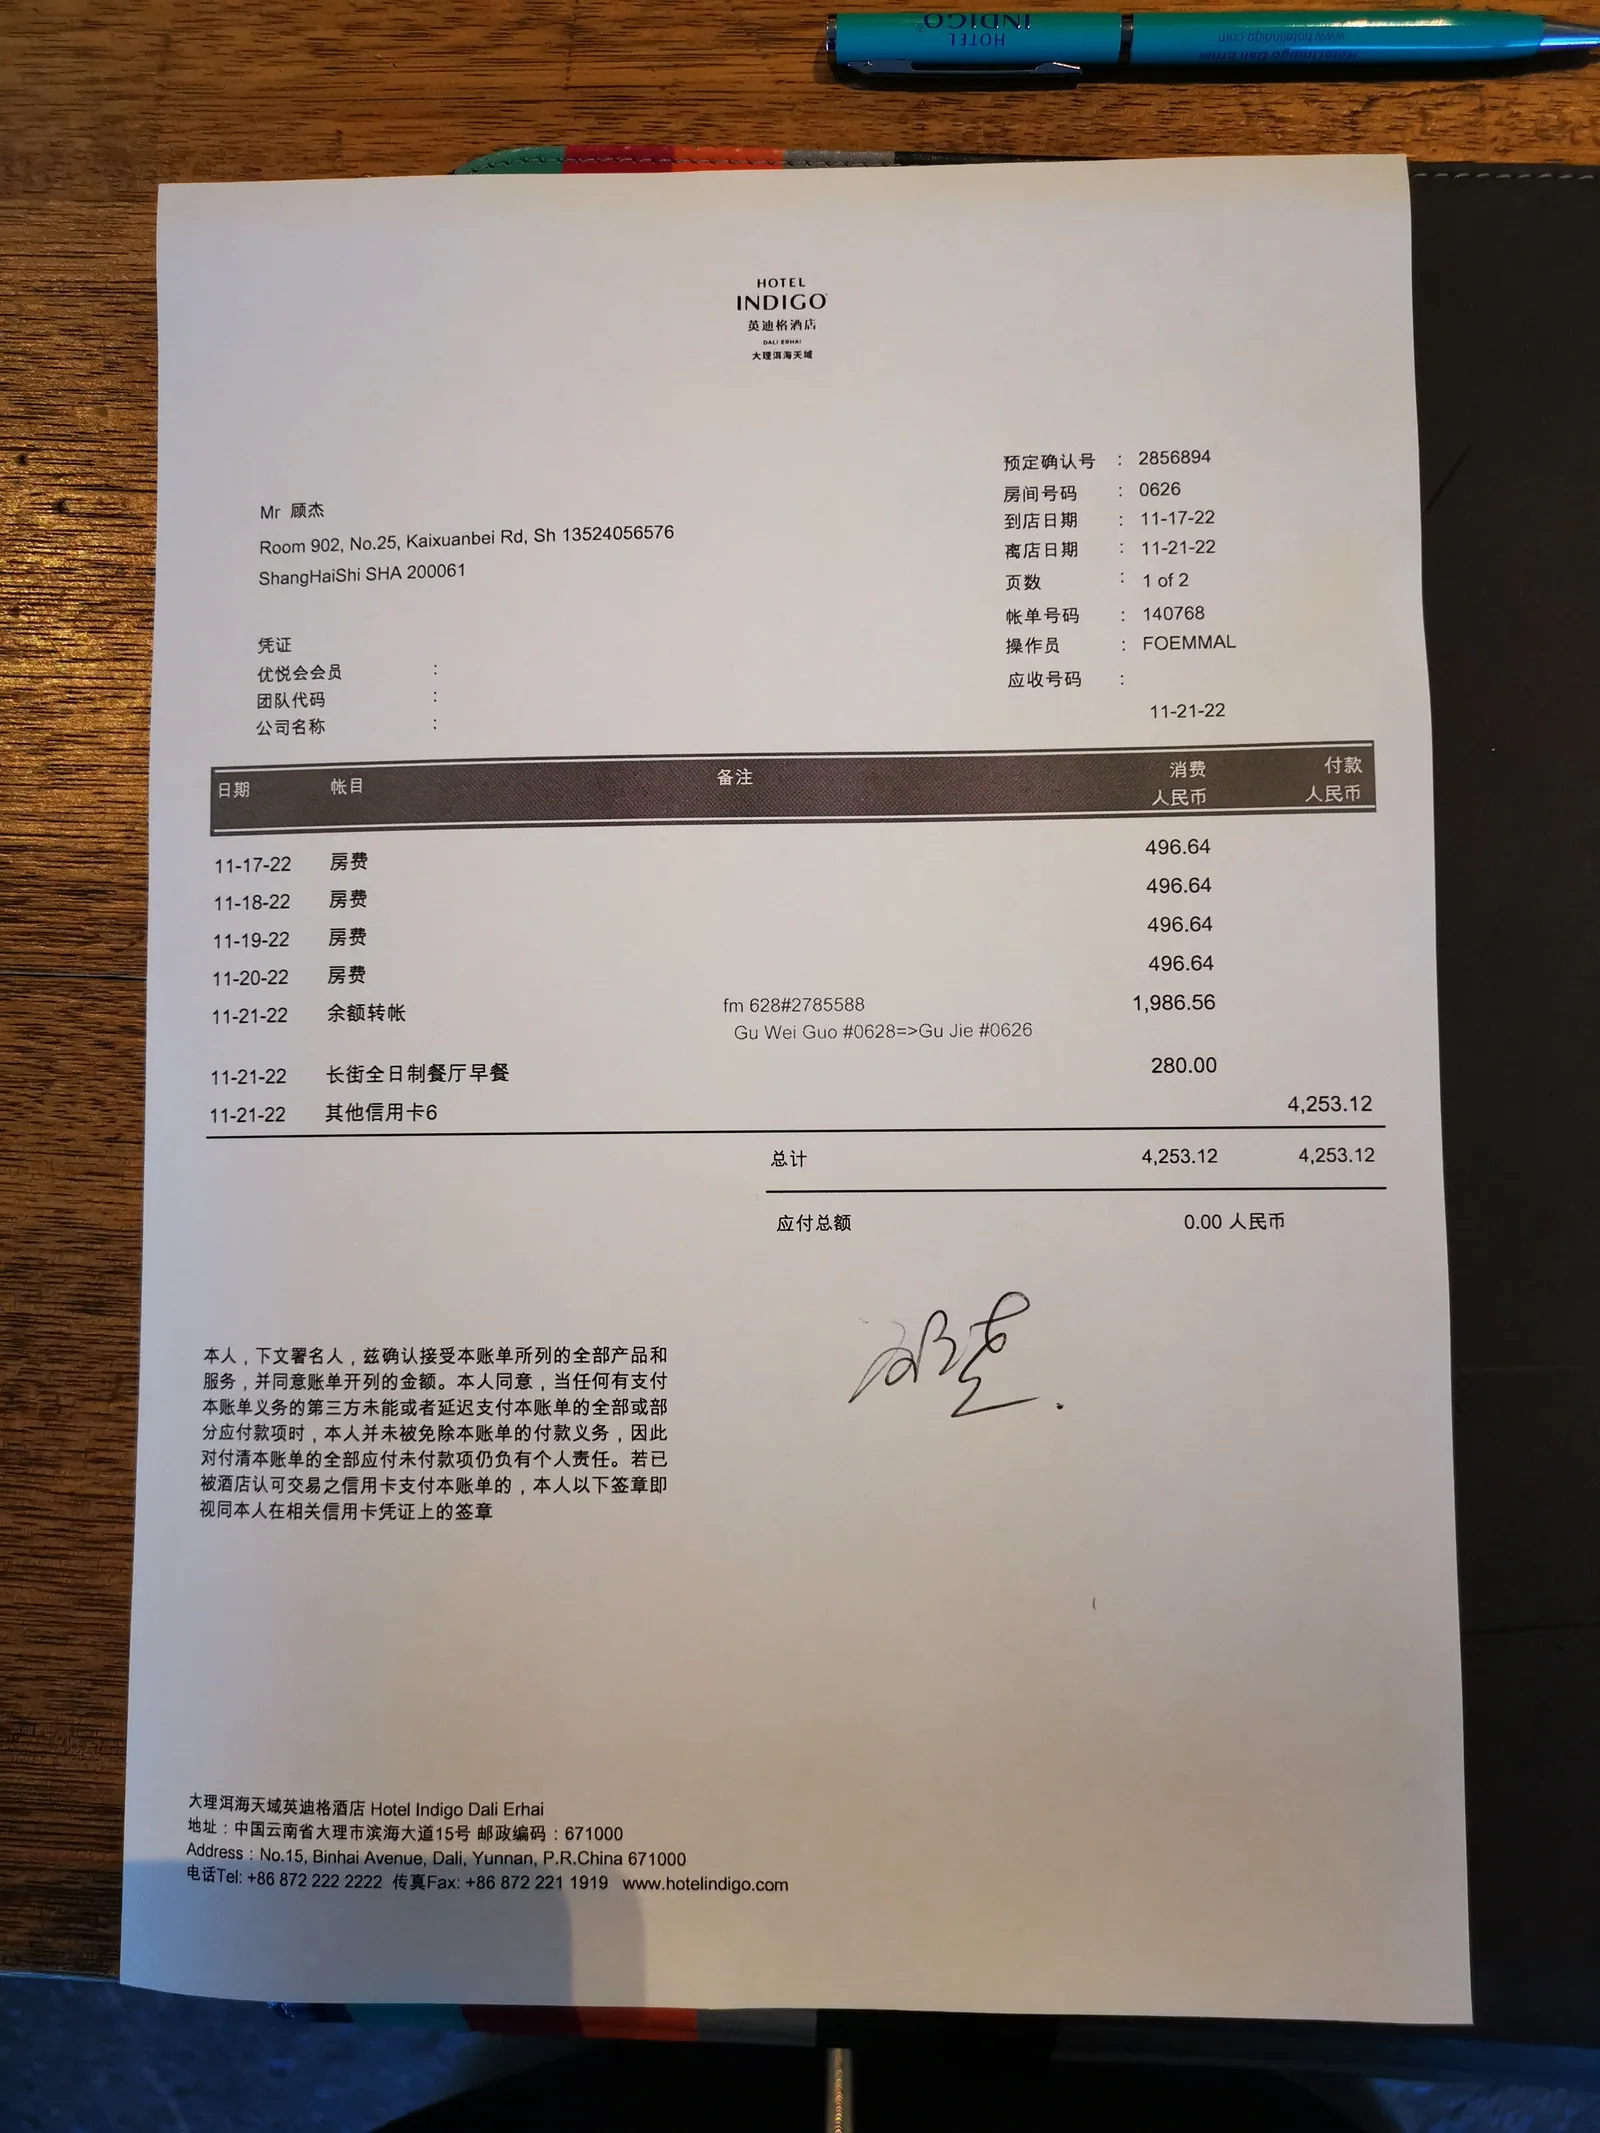 HOTEL
INDIGO
www.hotelindigo.com
Hotel Indigo Dali Erhai
HOTEL
INDIGO
英迪格酒店
DALI ERHAI
大理洱海天域
预定确认号 : 2856894
房间号码 : 0626
到店日期 : 11-17-22
离店日期 : 11-21-22
页数 : 1 of 2
帐单号码 : 140768
操作员 : FOEMMAL
应收号码 :
11-21-22
Mr 顾杰
Room 902, No.25, Kaixuanbei Rd, Sh 13524056576
ShangHaiShi SHA 200061
凭证
优悦会会员 :
团队代码 :
公司名称 :
日期 帐目 备注 消费 付款
人民币 人民币
11-17-22 房费 496.64
11-18-22 房费 496.64
11-19-22 房费 496.64
11-20-22 房费 496.64
11-21-22 余额转帐 fm 628#2785588 1,986.56
Gu Wei Guo #0628=>Gu Jie #0626
11-21-22 长街全日制餐厅早餐 280.00
11-21-22 其他信用卡6 4,253.12
总计 4,253.12 4,253.12
应付总额 0.00 人民币
本人，下文署名人，兹确认接受本账单所列的全部产品和
服务，并同意账单开列的金额。本人同意，当任何有支付
本账单义务的第三方未能或者延迟支付本账单的全部或部
分应付款项时，本人并未被免除本账单的付款义务，因此
对付清本账单的全部应付未付款项仍负有个人责任。若已
被酒店认可交易之信用卡支付本账单的，本人以下签章即
视同本人在相关信用卡凭证上的签章
大理洱海天域英迪格酒店 Hotel Indigo Dali Erhai
地址：中国云南省大理市滨海大道15号 邮政编码：671000
Address : No.15, Binhai Avenue, Dali, Yunnan, P.R.China 671000
电话Tel: +86 872 222 2222 传真Fax: +86 872 221 1919 www.hotelindigo.com